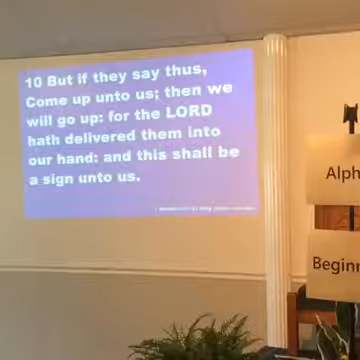 10 But if they say thus,
Come up unto us; then we
will go up: for the LORD
hath delivered them into
our hand: and this shall be
a sign unto us.
Alph
Beginn